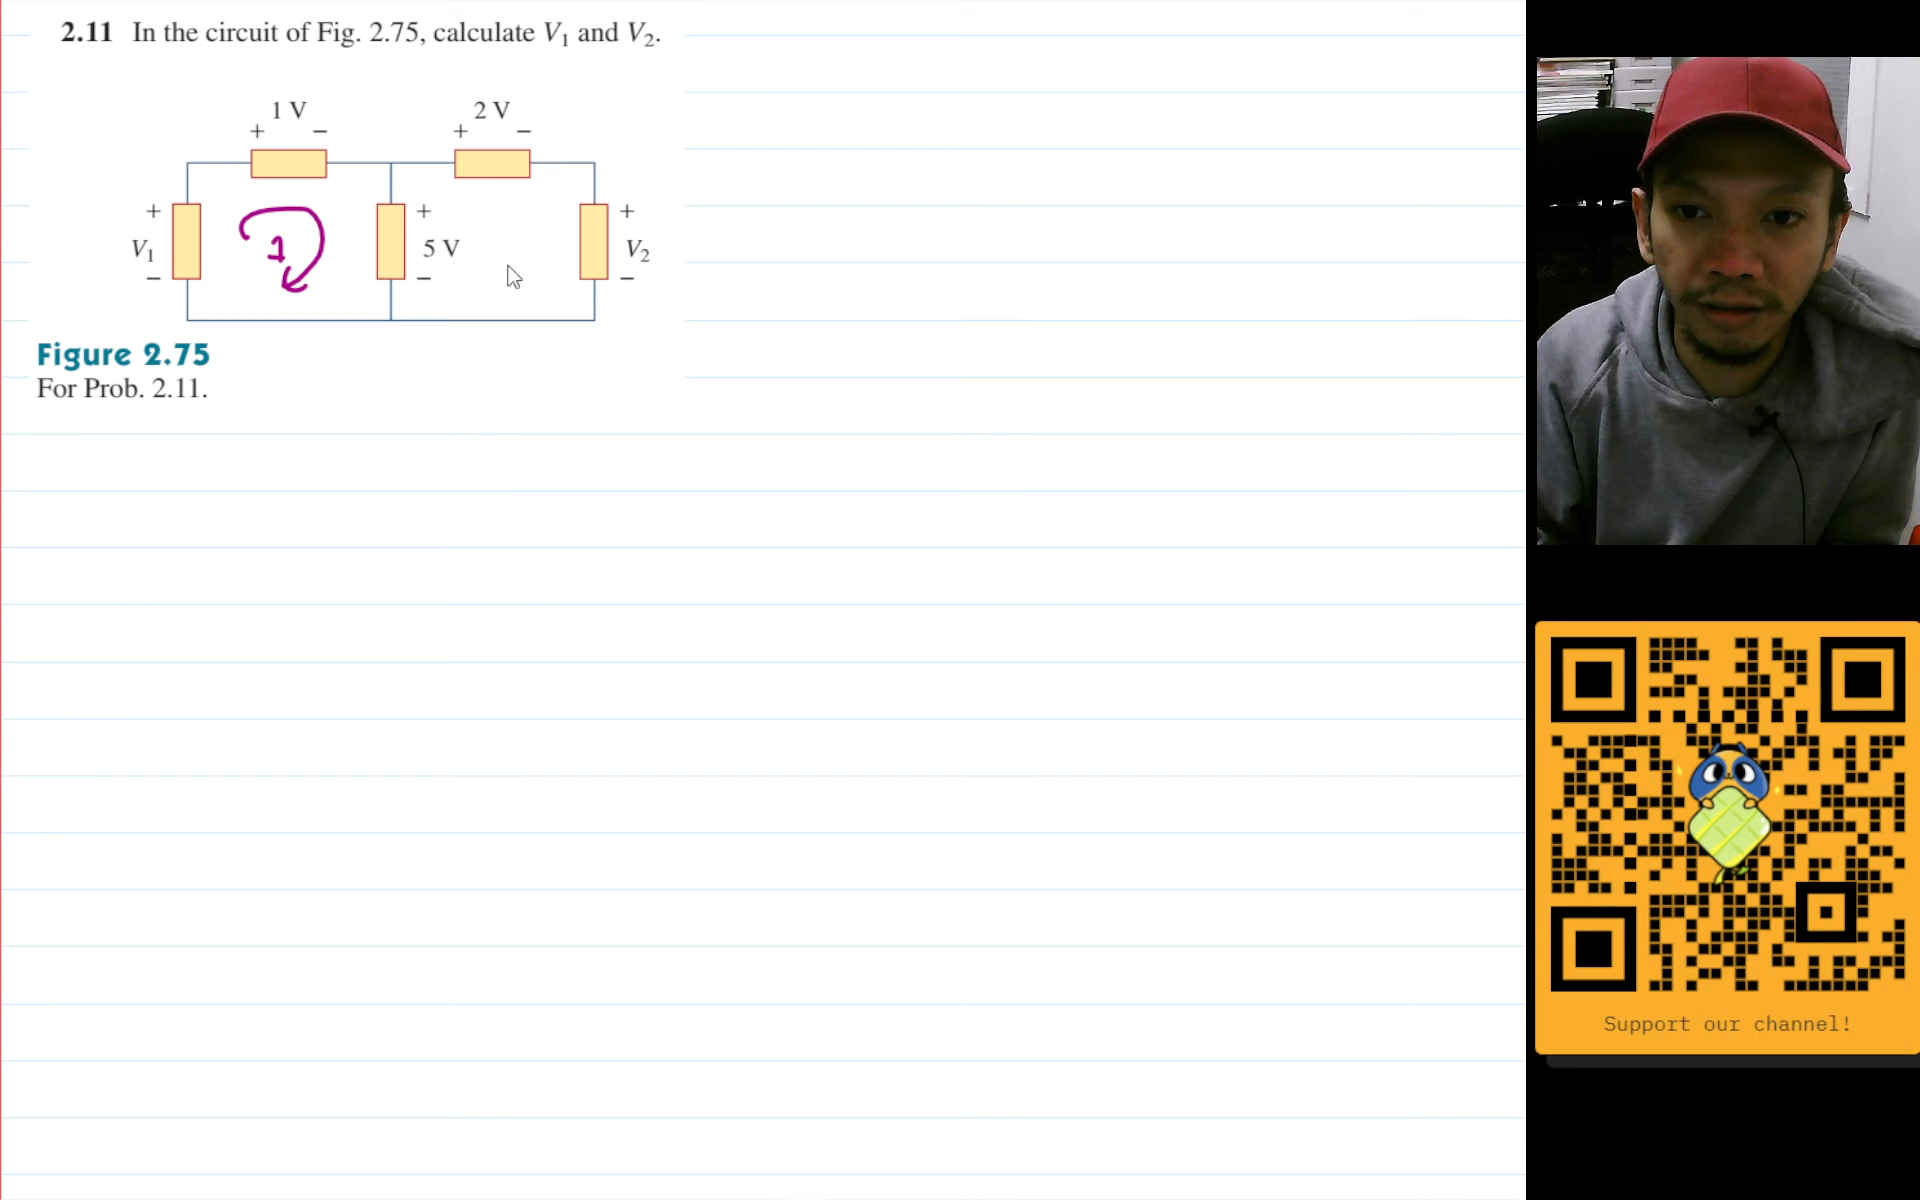 2.11 In the circuit of Fig. 2.75, calculate V₁ and V₂.
1 V
2 V
+ −
+ −
+
+
+
V₁
1
5 V
V₂
−
−
−
Figure 2.75
For Prob. 2.11.
Support our channel!